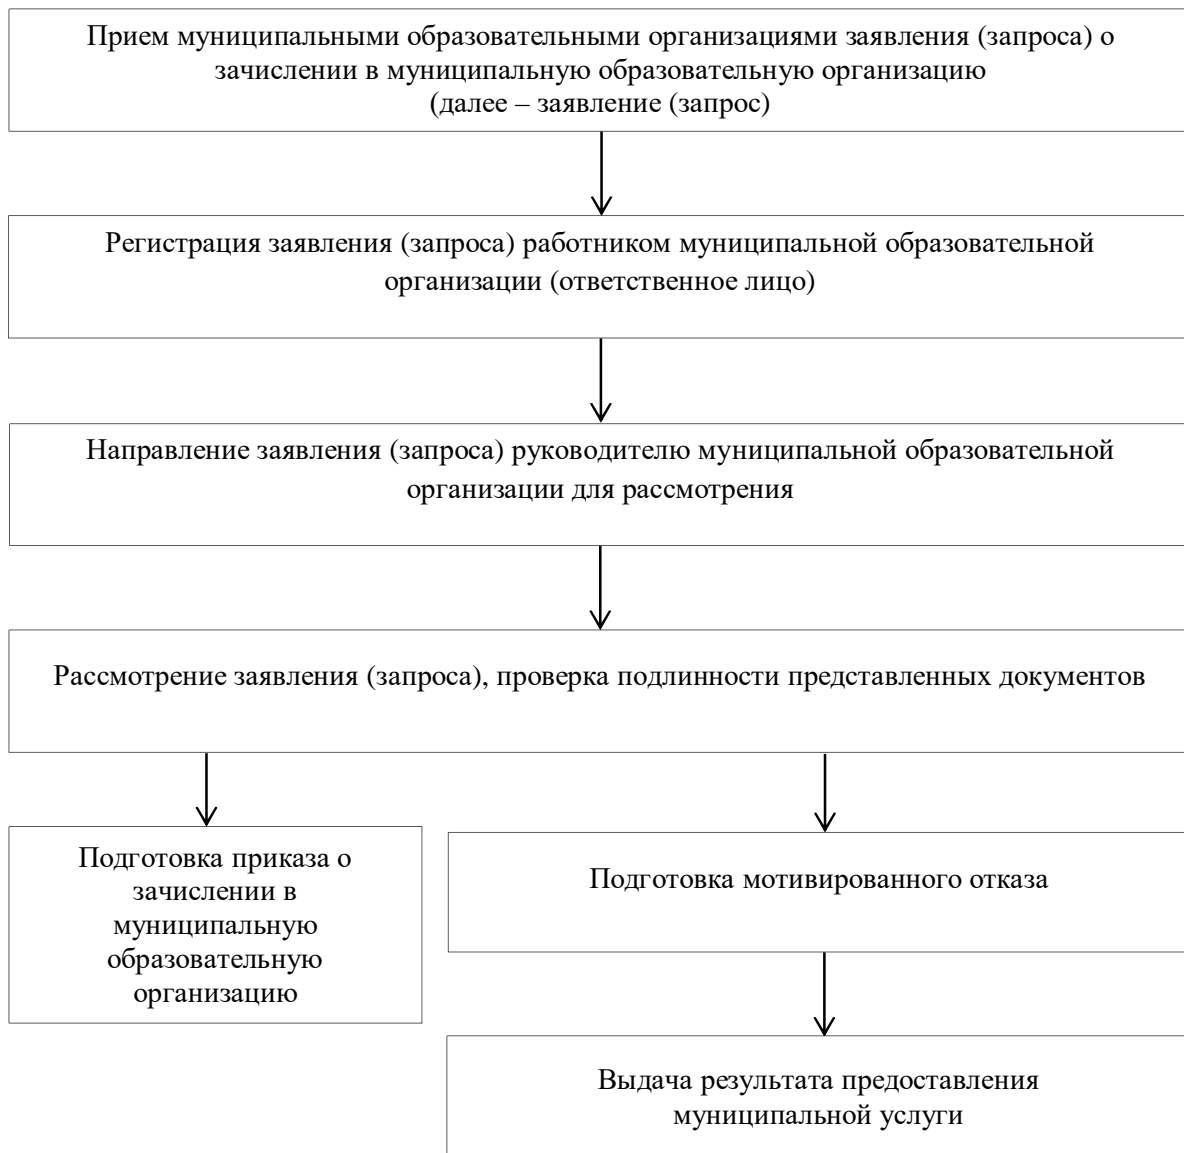 Прием муниципальными образовательными организациями заявления (запроса) о
зачислении в муниципальную образовательную организацию
(далее – заявление (запрос)
Регистрация заявления (запроса) работником муниципальной образовательной
организации (ответственное лицо)
Направление заявления (запроса) руководителю муниципальной образовательной
организации для рассмотрения
Рассмотрение заявления (запроса), проверка подлинности представленных документов
Подготовка приказа о
зачислении в
муниципальную
образовательную
организацию
Подготовка мотивированного отказа
Выдача результата предоставления
муниципальной услуги